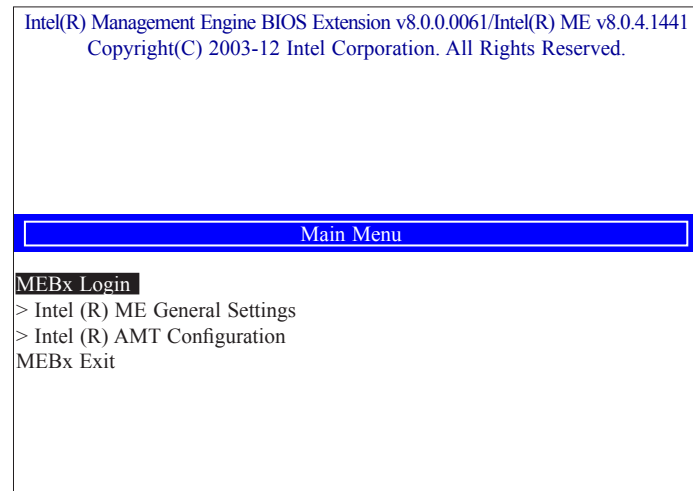 Intel(R) Management Engine BIOS Extension v8.0.0.0061/Intel(R) ME v8.0.4.1441
Copyright(C) 2003-12 Intel Corporation. All Rights Reserved.
Main Menu
MEBx Login
> Intel (R) ME General Settings
> Intel (R) AMT Configuration
MEBx Exit